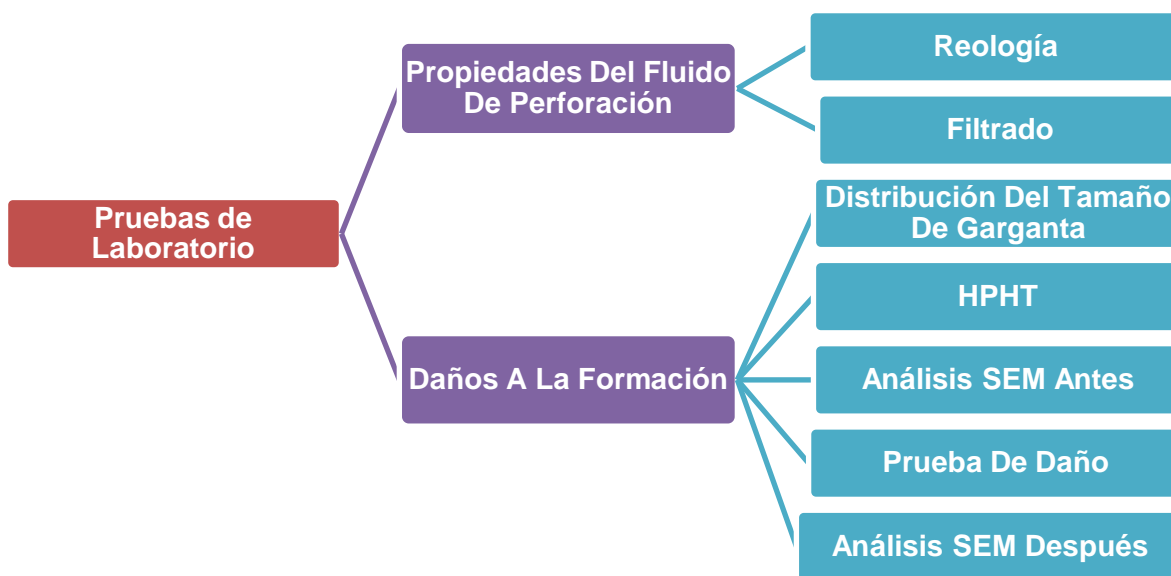 Pruebas de
Laboratorio
Propiedades Del Fluido
De Perforación
Reología
Filtrado
Daños A La Formación
Distribución Del Tamaño
De Garganta
HPHT
Análisis SEM Antes
Prueba De Daño
Análisis SEM Después